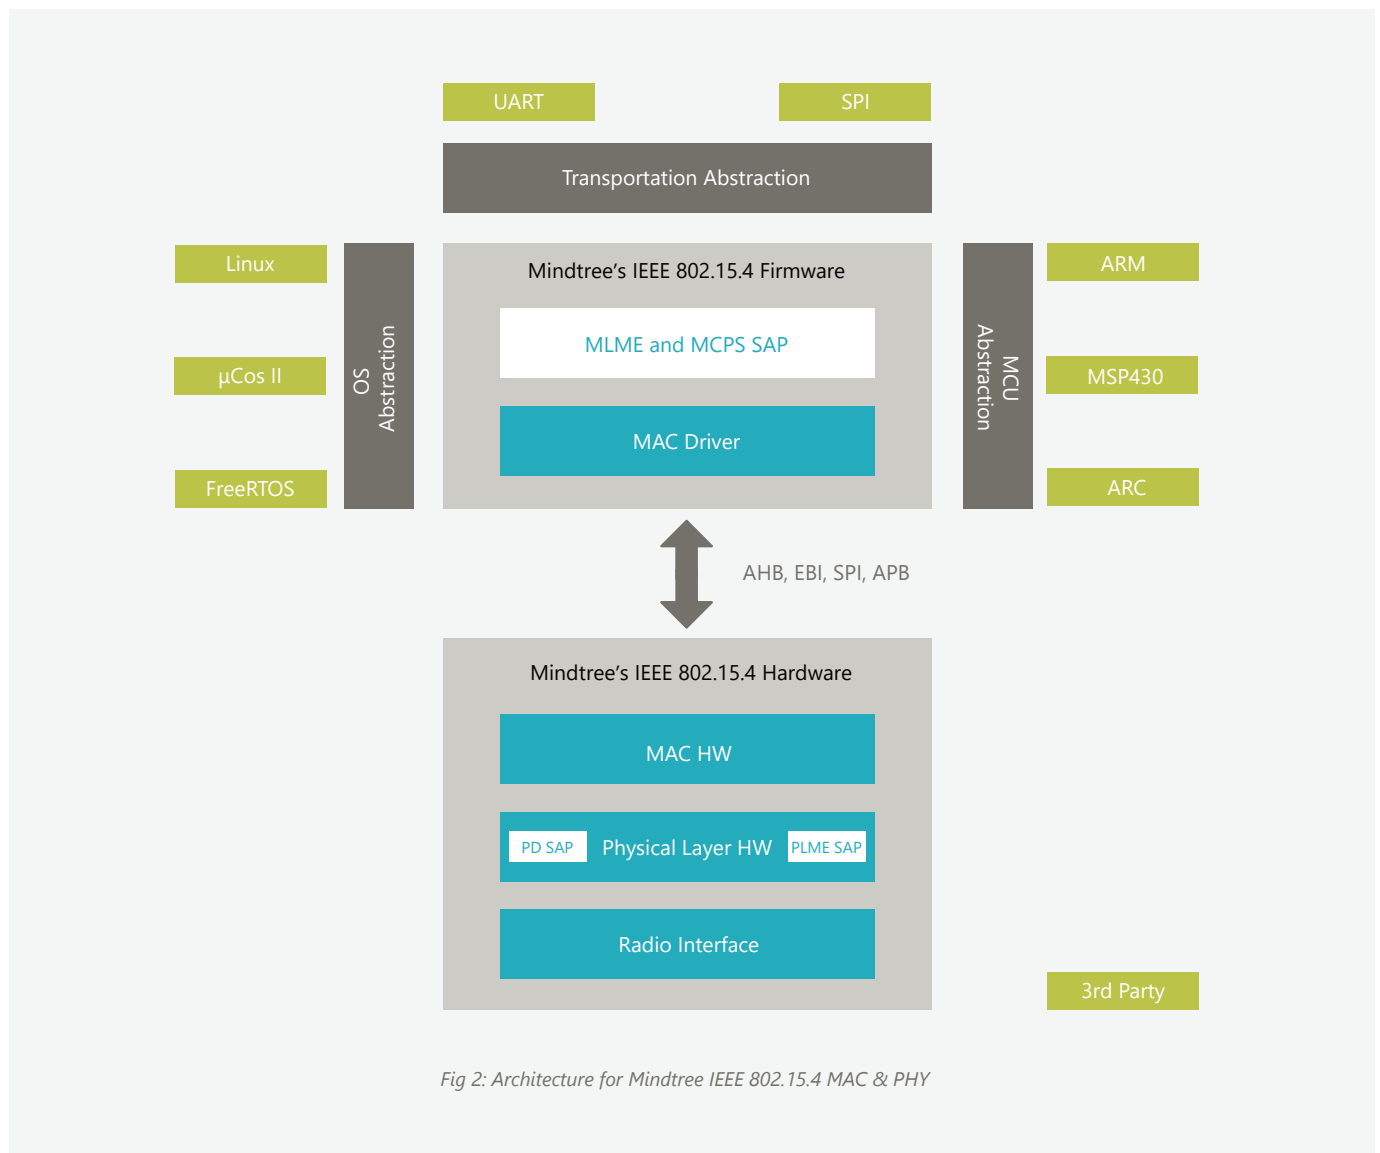 UART
SPI
Transportation Abstraction
Linux
µCos II
FreeRTOS
OS
Abstraction
Mindtree’s IEEE 802.15.4 Firmware
MLME and MCPS SAP
MAC Driver
MCU
Abstraction
ARM
MSP430
ARC
AHB, EBI, SPI, APB
Mindtree’s IEEE 802.15.4 Hardware
MAC HW
PD SAP
Physical Layer HW
PLME SAP
Radio Interface
3rd Party
Fig 2: Architecture for Mindtree IEEE 802.15.4 MAC & PHY